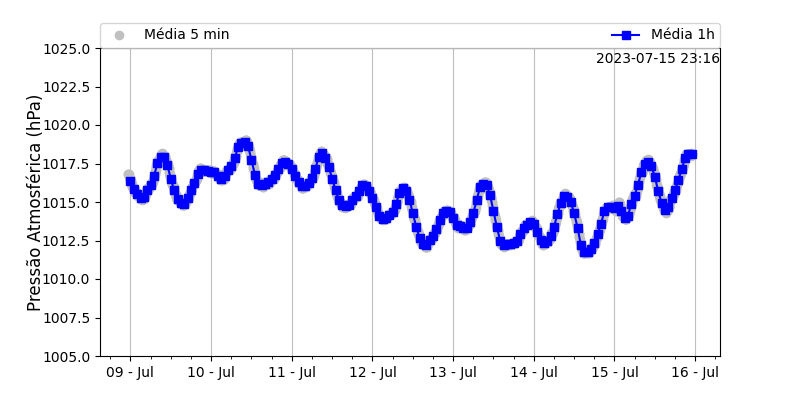 Média 5 min
Média 1h
2023-07-15 23:16
Pressão Atmosférica (hPa)
1025.0
1022.5
1020.0
1017.5
1015.0
1012.5
1010.0
1007.5
1005.0
09 - Jul
10 - Jul
11 - Jul
12 - Jul
13 - Jul
14 - Jul
15 - Jul
16 - Jul